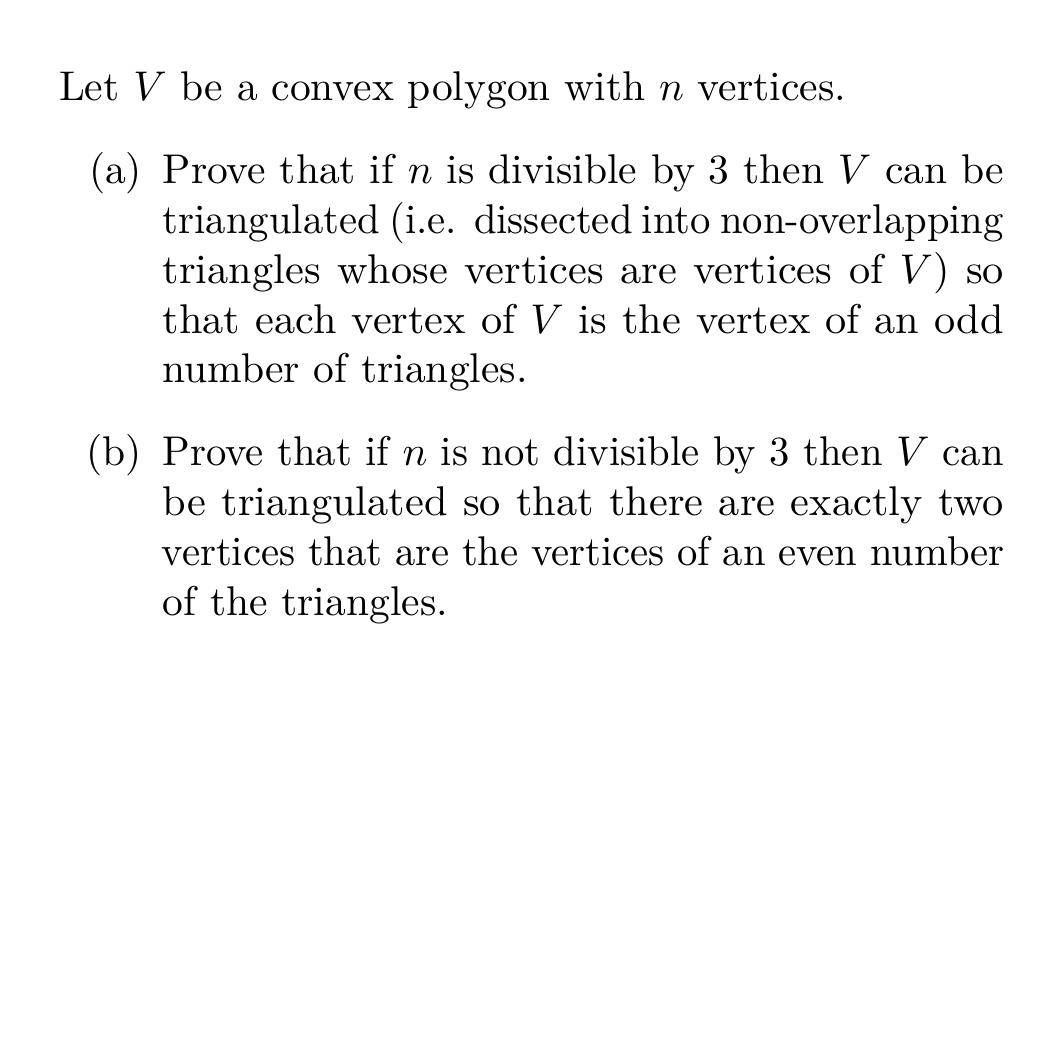 Let V be a convex polygon with n vertices.
(a) Prove that if n is divisible by 3 then V can be
triangulated (i.e. dissected into non-overlapping
triangles whose vertices are vertices of V) so
that each vertex of V is the vertex of an odd
number of triangles.
(b) Prove that if n is not divisible by 3 then V can
be triangulated so that there are exactly two
vertices that are the vertices of an even number
of the triangles.